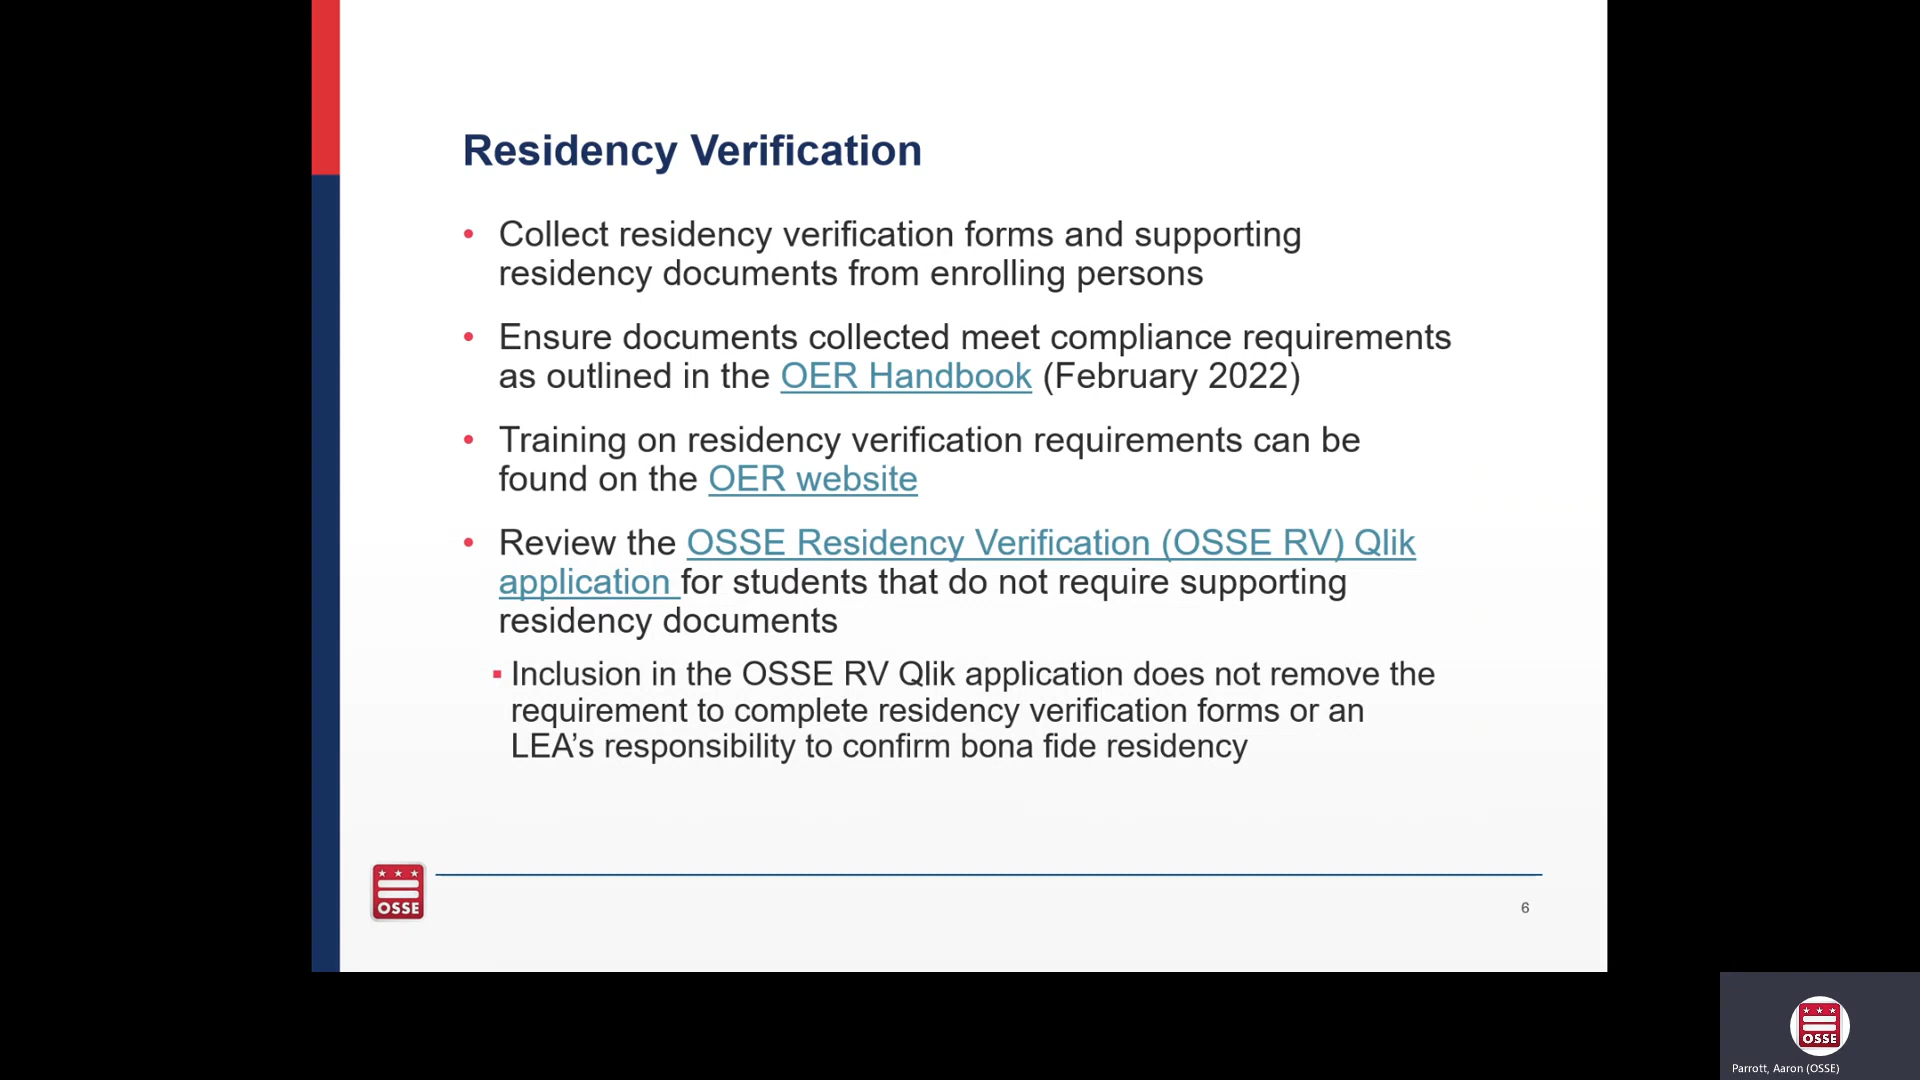 Residency Verification
• Collect residency verification forms and supporting
residency documents from enrolling persons
• Ensure documents collected meet compliance requirements
as outlined in the OER Handbook (February 2022)
• Training on residency verification requirements can be
found on the OER website
• Review the OSSE Residency Verification (OSSE RV) Qlik
application for students that do not require supporting
residency documents
▪ Inclusion in the OSSE RV Qlik application does not remove the
requirement to complete residency verification forms or an
LEA’s responsibility to confirm bona fide residency
OSSE
6
OSSE
Parrott, Aaron (OSSE)